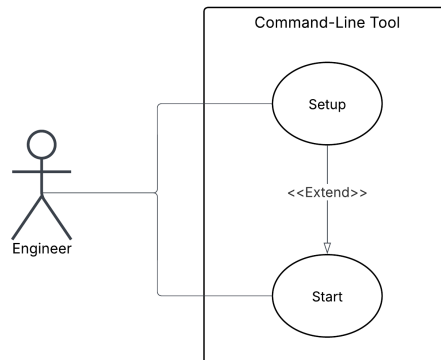 Command-Line Tool
Setup
<<Extend>>
Engineer
Start